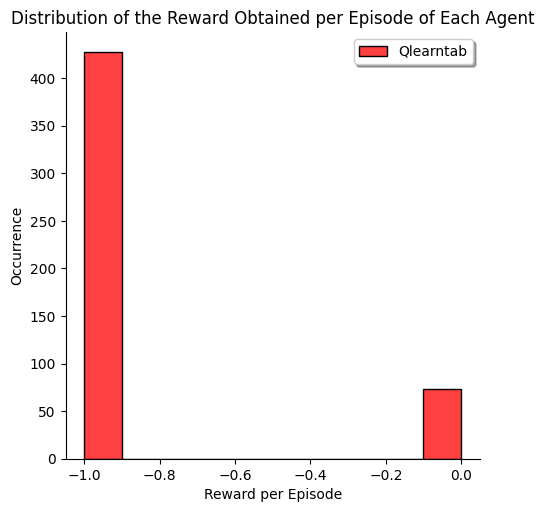 Distribution of the Reward Obtained per Episode of Each Agent
Qlearntab
400
350
300
250
200
150
100
50
0
Occurrence
−1.0 −0.8 −0.6 −0.4 −0.2 0.0
Reward per Episode